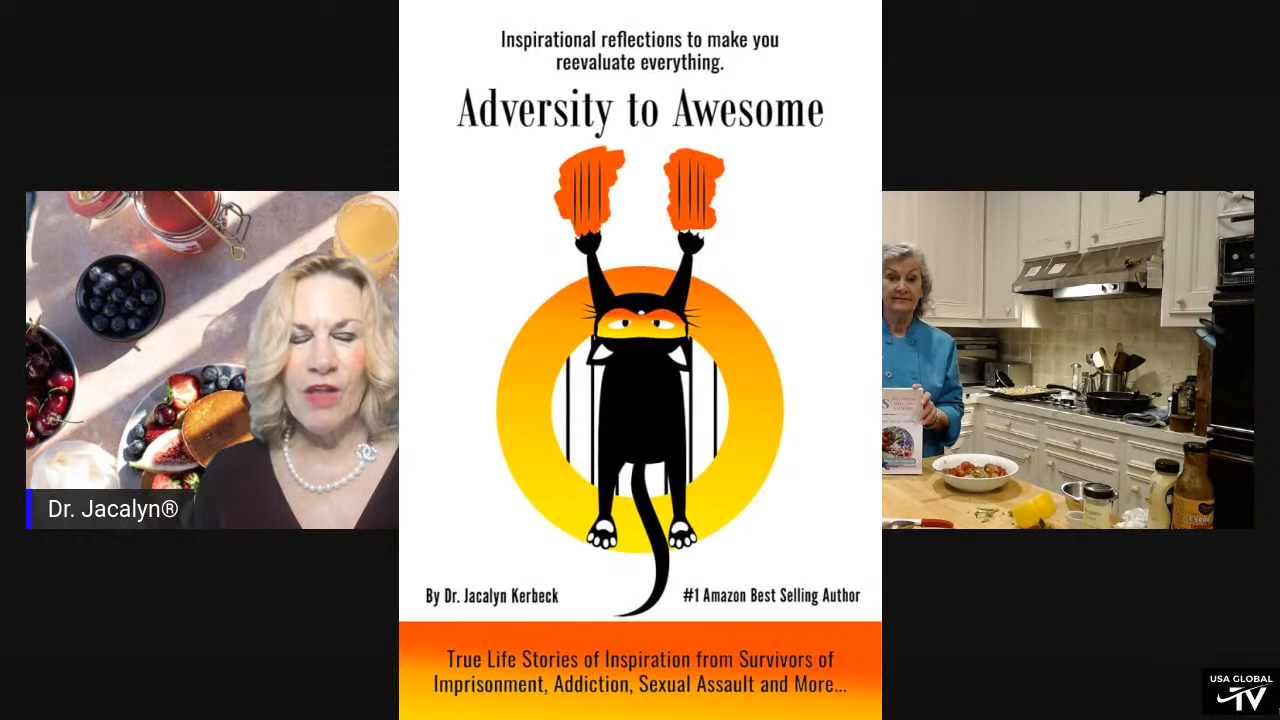 Inspirational reflections to make you
reevaluate everything.
Adversity to Awesome
Dr. Jacalyn®
By Dr. Jacalyn Kerbeck
#1 Amazon Best Selling Author
True Life Stories of Inspiration from Survivors of
Imprisonment, Addiction, Sexual Assault and More...
USA GLOBAL
TV